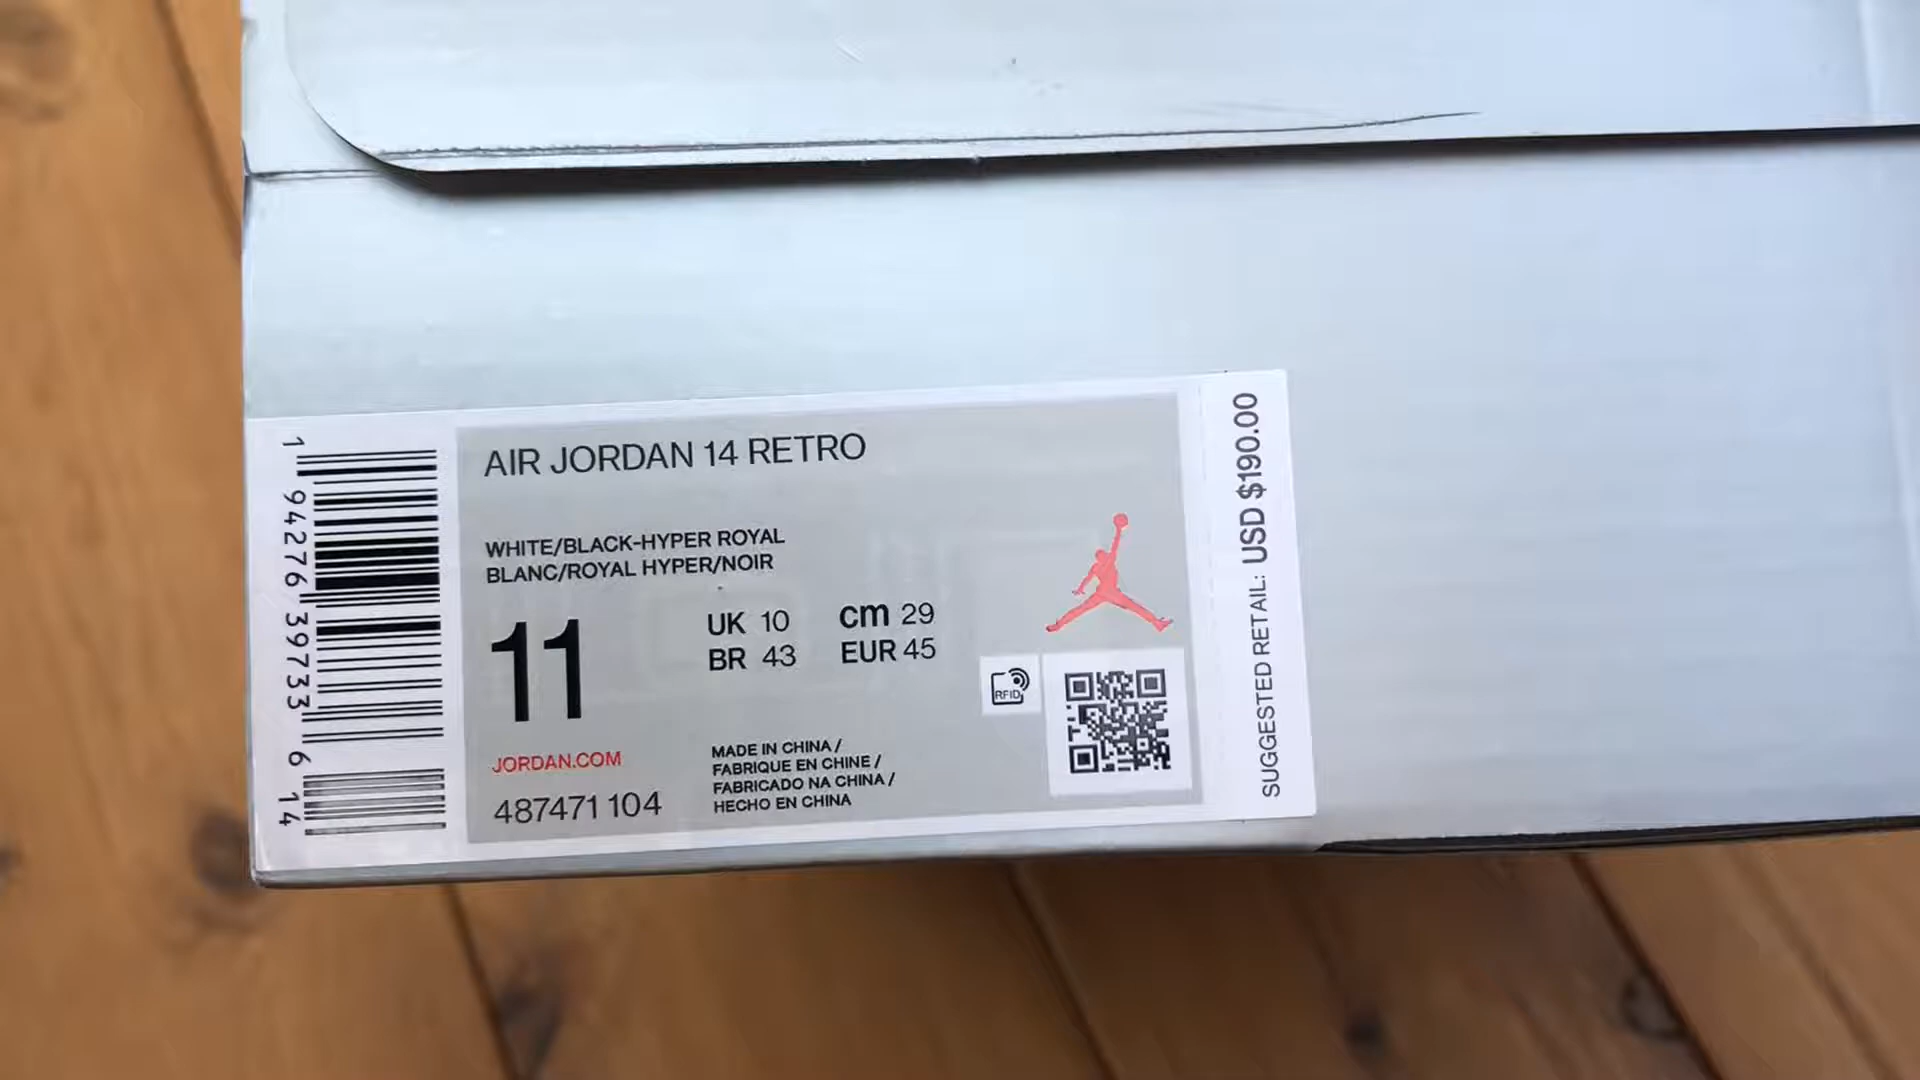 AIR JORDAN 14 RETRO
WHITE/BLACK-HYPER ROYAL
BLANC/ROYAL HYPER/NOIR
11
UK 10
cm 29
BR 43
EUR 45
JORDAN.COM
487471 104
MADE IN CHINA /
FABRIQUE EN CHINE /
FABRICADO NA CHINA /
HECHO EN CHINA
RFID
SUGGESTED RETAIL: USD $190.00
1 94276 39733 6 14